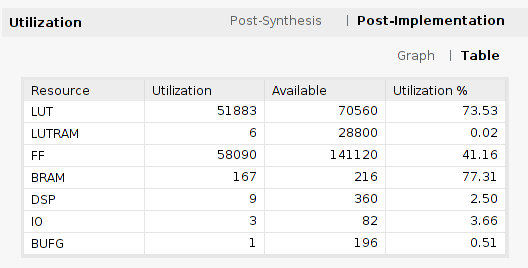 Utilization Post-Synthesis | Post-Implementation
Graph | Table
Resource Utilization Available Utilization %
LUT 51883 70560 73.53
LUTRAM 6 28800 0.02
FF 58090 141120 41.16
BRAM 167 216 77.31
DSP 9 360 2.50
IO 3 82 3.66
BUFG 1 196 0.51